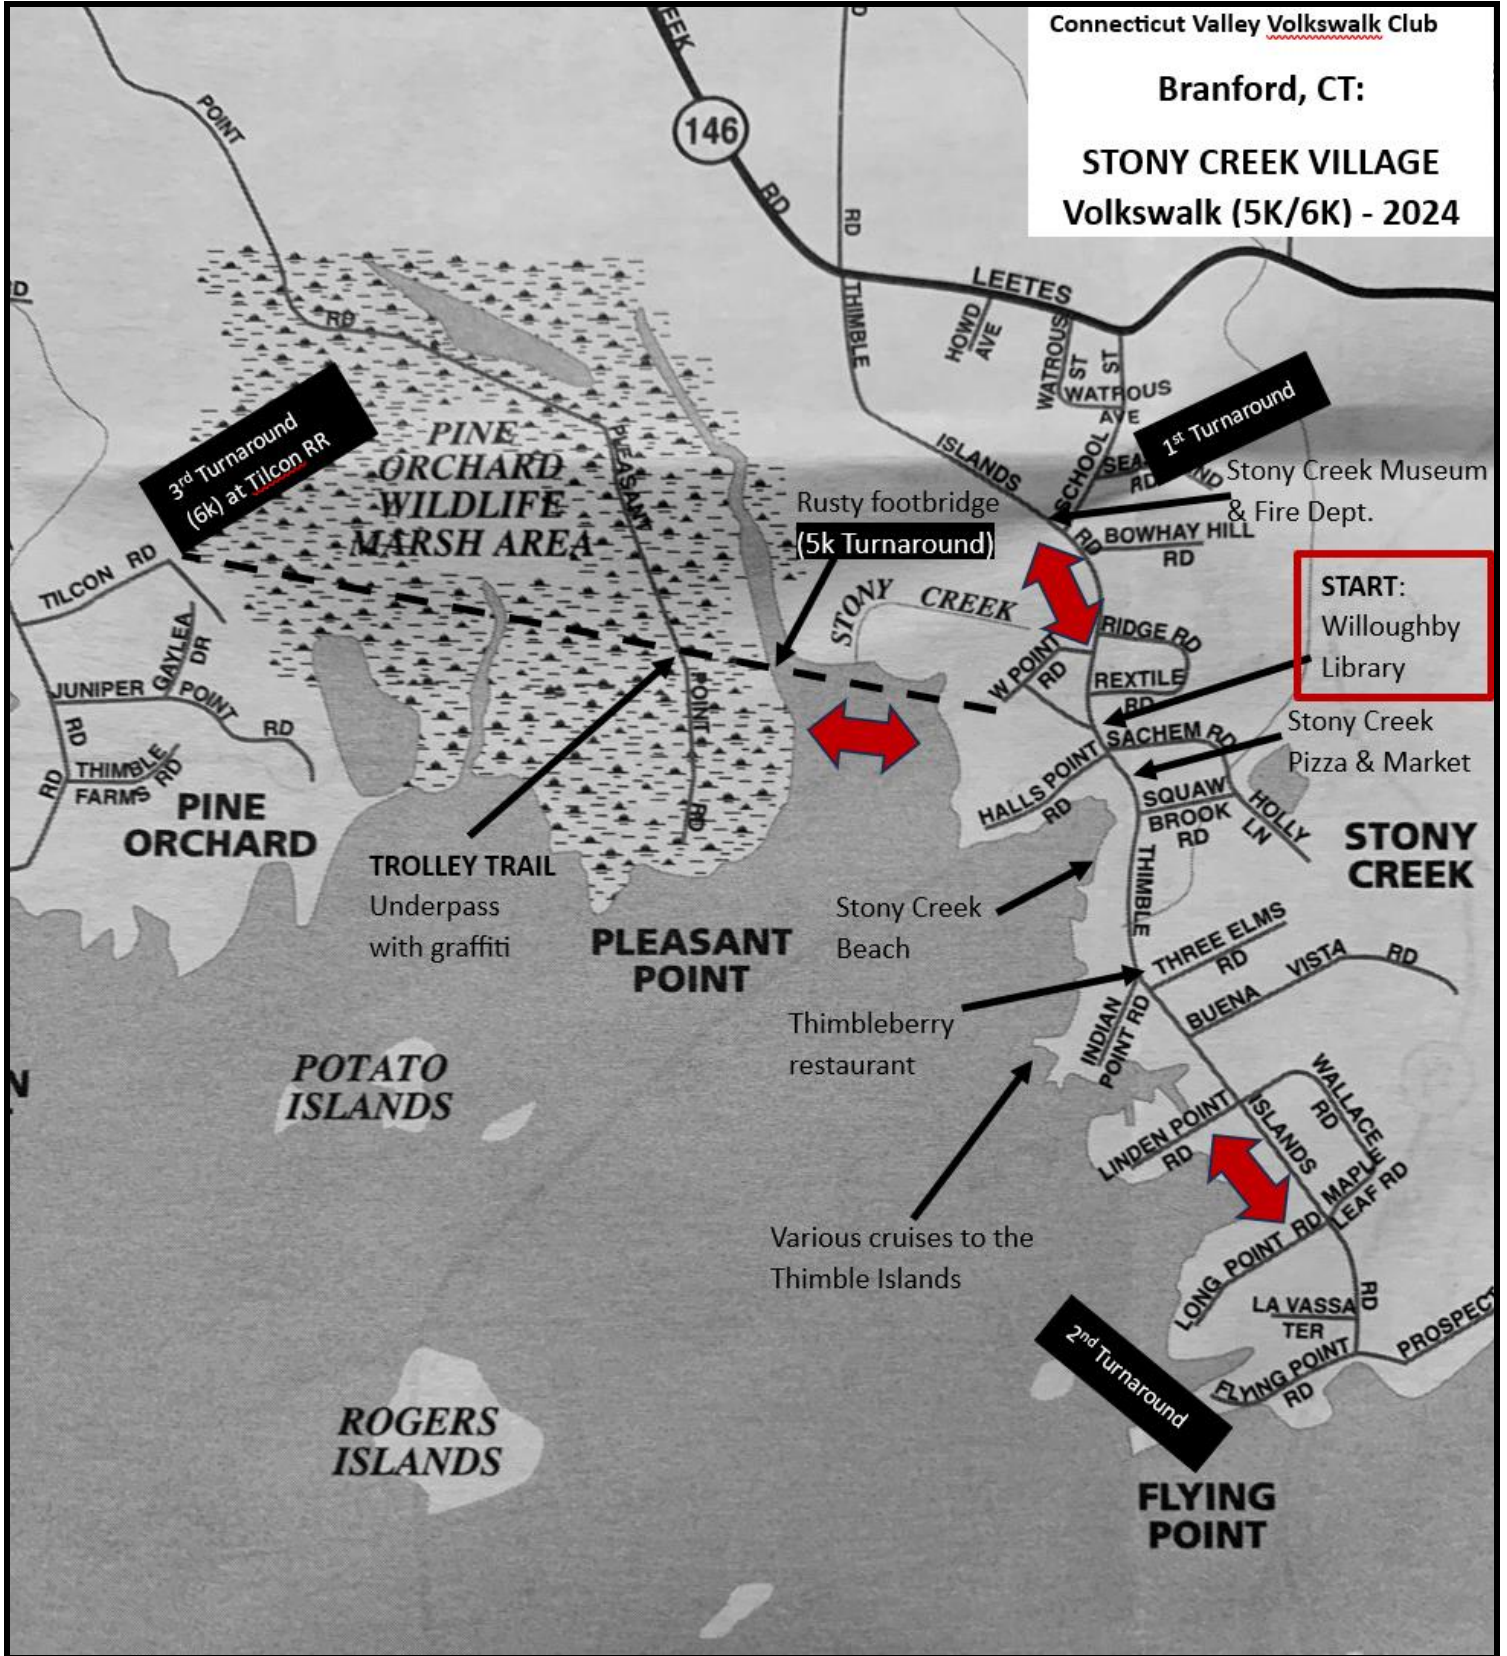 Connecticut Valley Volkswalk Club
Branford, CT:
STONY CREEK VILLAGE
Volkswalk (5K/6K) - 2024
EEK
146
RD
RD
POINT
RD
THIMBLE
ISLANDS
RD
LEETES
HOWD
AVE
WATROUS
ST
ST
WATROUS
AVE
SCHOOL
RD
1st Turnaround
Stony Creek Museum
& Fire Dept.
BOWHAY HILL
RD
3rd Turnaround
(6k) at Tilcon RR
PINE
ORCHARD
WILDLIFE
MARSH AREA
PLEASANT
POINT
RD
Rusty footbridge
(5k Turnaround)
STONY CREEK
START:
Willoughby
Library
RIDGE RD
W POINT
RD
REXTILE
RD
SACHEM RD
Stony Creek
Pizza & Market
HALLS POINT
RD
SQUAW
BROOK
RD
HOLLY
LN
STONY
CREEK
TILCON RD
GAYLEA
DR
JUNIPER POINT
RD
RD
THIMBLE
FARMS RD
RD
PINE
ORCHARD
TROLLEY TRAIL
Underpass
with graffiti
PLEASANT
POINT
Stony Creek
Beach
THIMBLE
THREE ELMS
RD
BUENA VISTA RD
Thimbleberry
restaurant
INDIAN
POINT RD
POTATO
ISLANDS
N
LINDEN POINT
RD
ISLANDS
RD
WALLACE
RD
MAPLE
LEAF RD
Various cruises to the
Thimble Islands
LONG POINT RD
LA VASSA
TER
PROSPECT
FLYING POINT
RD
2nd Turnaround
ROGERS
ISLANDS
FLYING
POINT